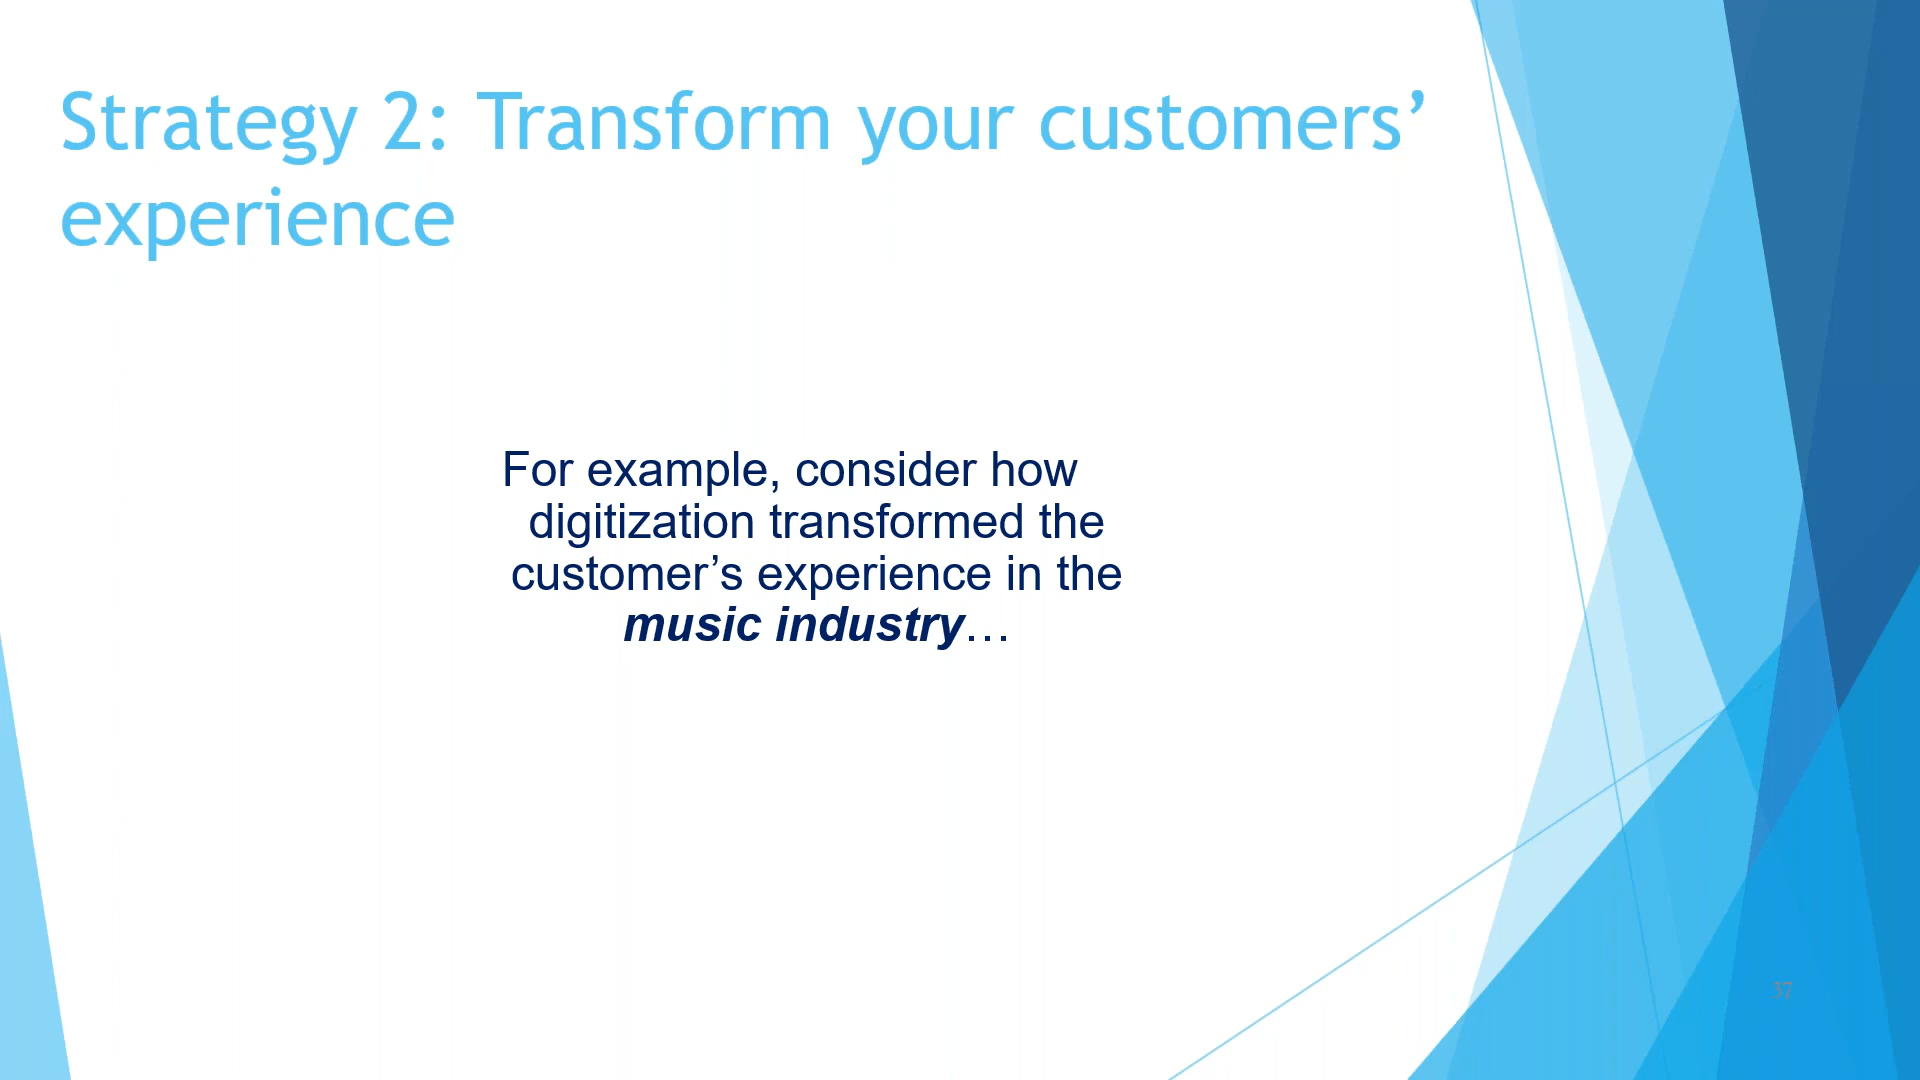 Strategy 2: Transform your customers’
experience
For example, consider how
digitization transformed the
customer’s experience in the
music industry…
37